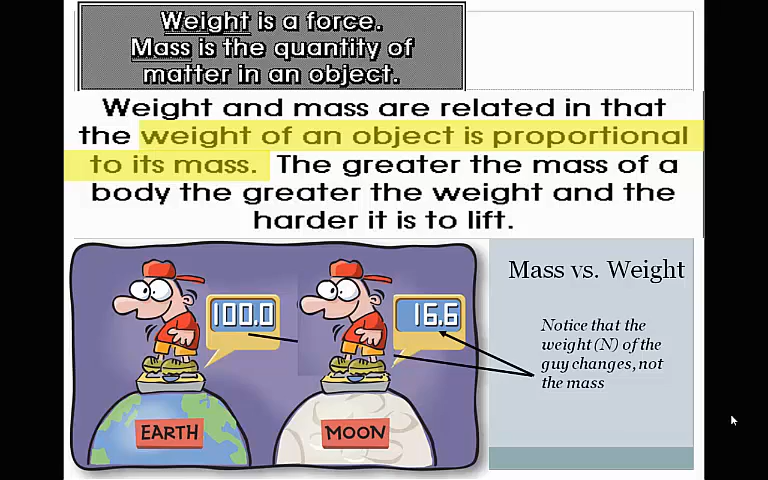 Weight is a force.
Mass is the quantity of
matter in an object.
Weight and mass are related in that
the weight of an object is proportional
to its mass. The greater the mass of a
body the greater the weight and the
harder it is to lift.
100.0
16.6
EARTH
MOON
Mass vs. Weight
Notice that the
weight (N) of the
guy changes, not
the mass